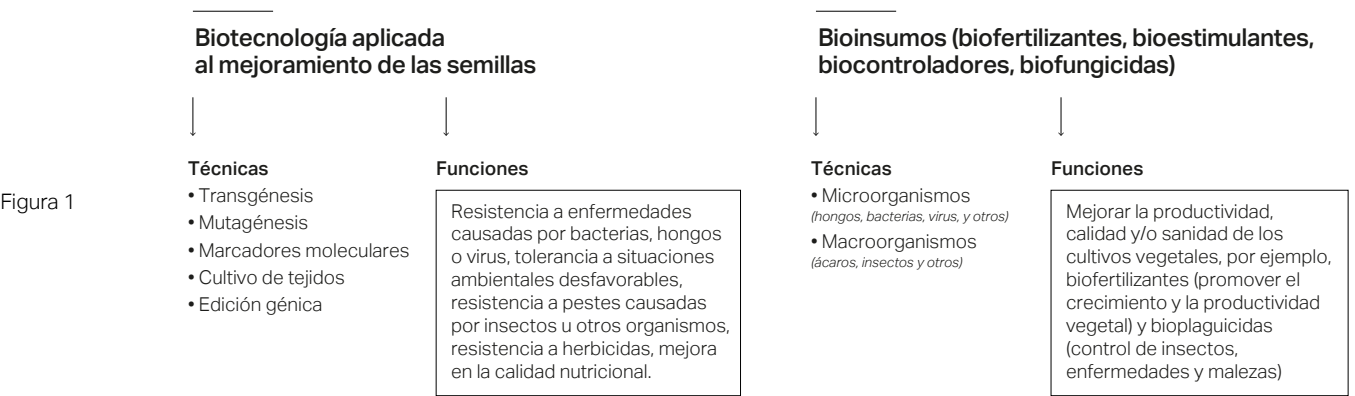 Figura 1
Biotecnología aplicada
al mejoramiento de las semillas
Técnicas
• Transgénesis
• Mutagénesis
• Marcadores moleculares
• Cultivo de tejidos
• Edición génica
Funciones
Resistencia a enfermedades
causadas por bacterias, hongos
o virus, tolerancia a situaciones
ambientales desfavorables,
resistencia a pestes causadas
por insectos u otros organismos,
resistencia a herbicidas, mejora
en la calidad nutricional.
Bioinsumos (biofertilizantes, bioestimulantes,
biocontroladores, biofungicidas)
Técnicas
• Microorganismos
(hongos, bacterias, virus, y otros)
• Macroorganismos
(ácaros, insectos y otros)
Funciones
Mejorar la productividad,
calidad y/o sanidad de los
cultivos vegetales, por ejemplo,
biofertilizantes (promover el
crecimiento y la productividad
vegetal) y bioplaguicidas
(control de insectos,
enfermedades y malezas)